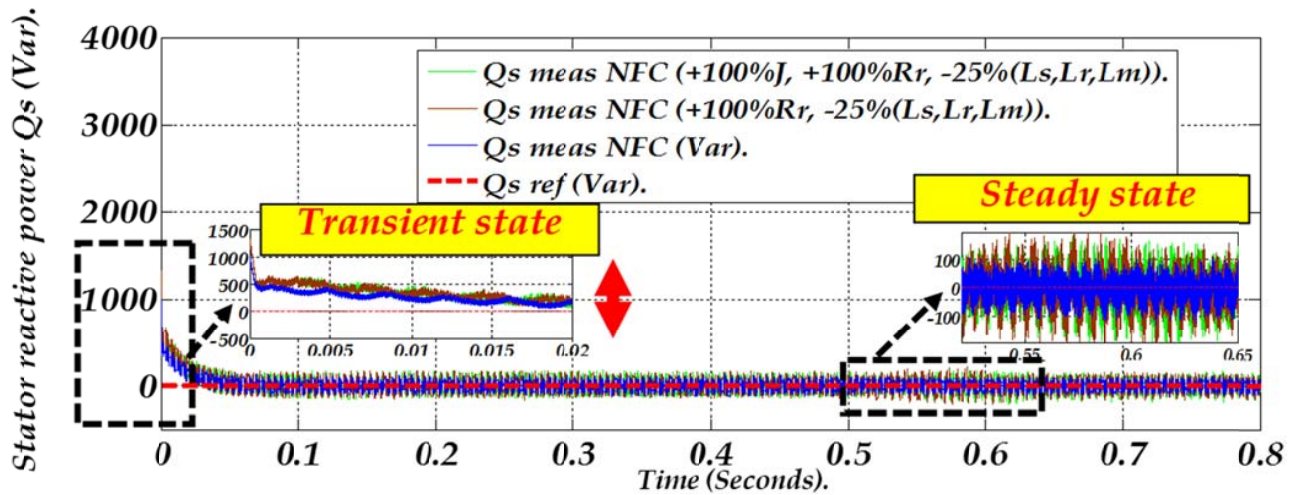 Stator reactive power Qs (Var).
4000
3000
2000
1000
0
Qs meas NFC (+100%J, +100%Rr, -25%(Ls,Lr,Lm)).
Qs meas NFC (+100%Rr, -25%(Ls,Lr,Lm)).
Qs meas NFC (Var).
Qs ref (Var).
Transient state
1500
1000
500
0
-500
0 0.005 0.01 0.015 0.02
Steady state
100
0
-100
0.55 0.6 0.65
0 0.1 0.2 0.3 0.4 0.5 0.6 0.7 0.8
Time (Seconds).